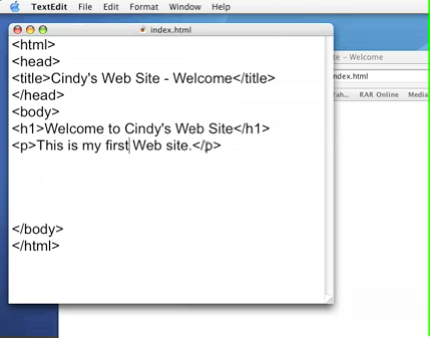 TextEdit File Edit Format Window Help
index.html
<html>
<head>
<title>Cindy's Web Site - Welcome</title>
</head>
<body>
<h1>Welcome to Cindy's Web Site</h1>
<p>This is my first Web site.</p>
</body>
</html>
– Welcome
ndex.html
RAR Online Media